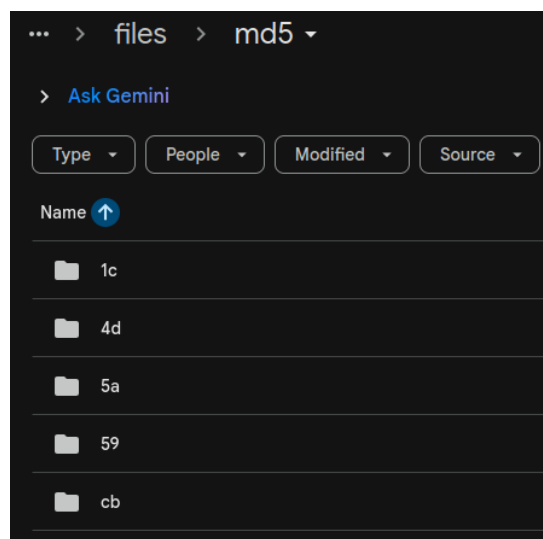 ... > files > md5
> Ask Gemini
Type People Modified Source
Name
1c
4d
5a
59
cb